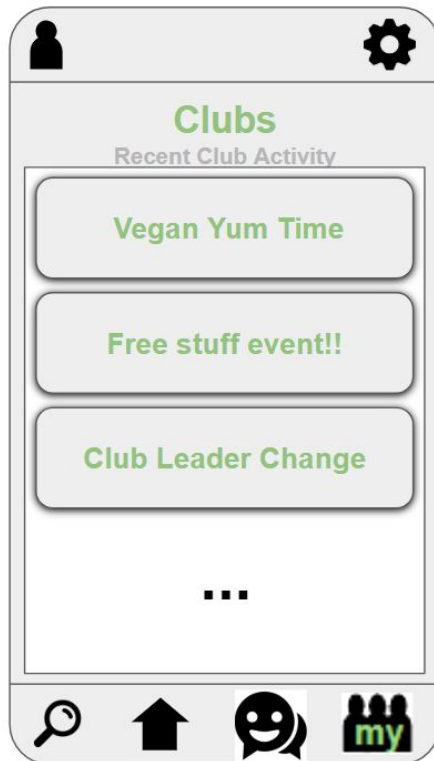 Clubs
Recent Club Activity
Vegan Yum Time
Free stuff event!!
Club Leader Change
...
my